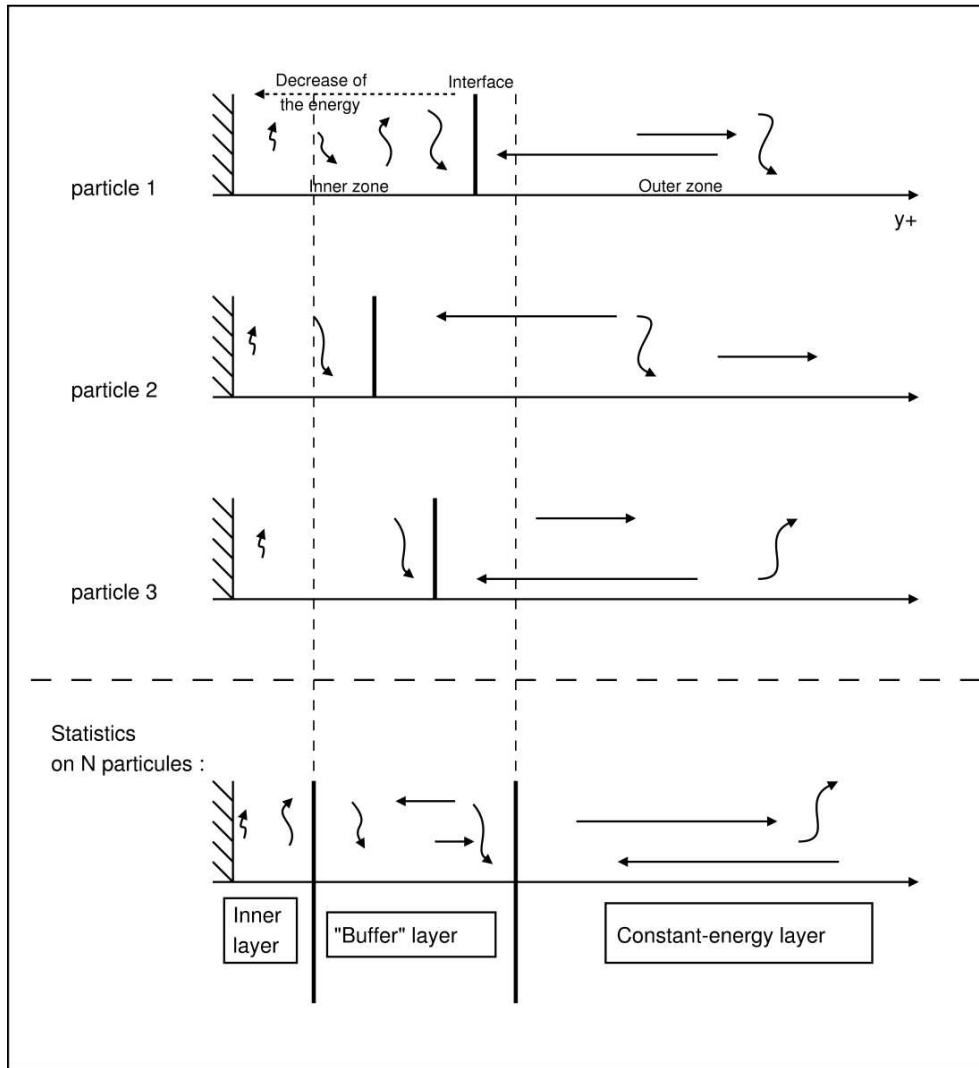 Decrease of
the energy
Interface
particle 1
Inner zone
Outer zone
y+
particle 2
particle 3
Statistics
on N particules :
Inner
layer
"Buffer" layer
Constant-energy layer